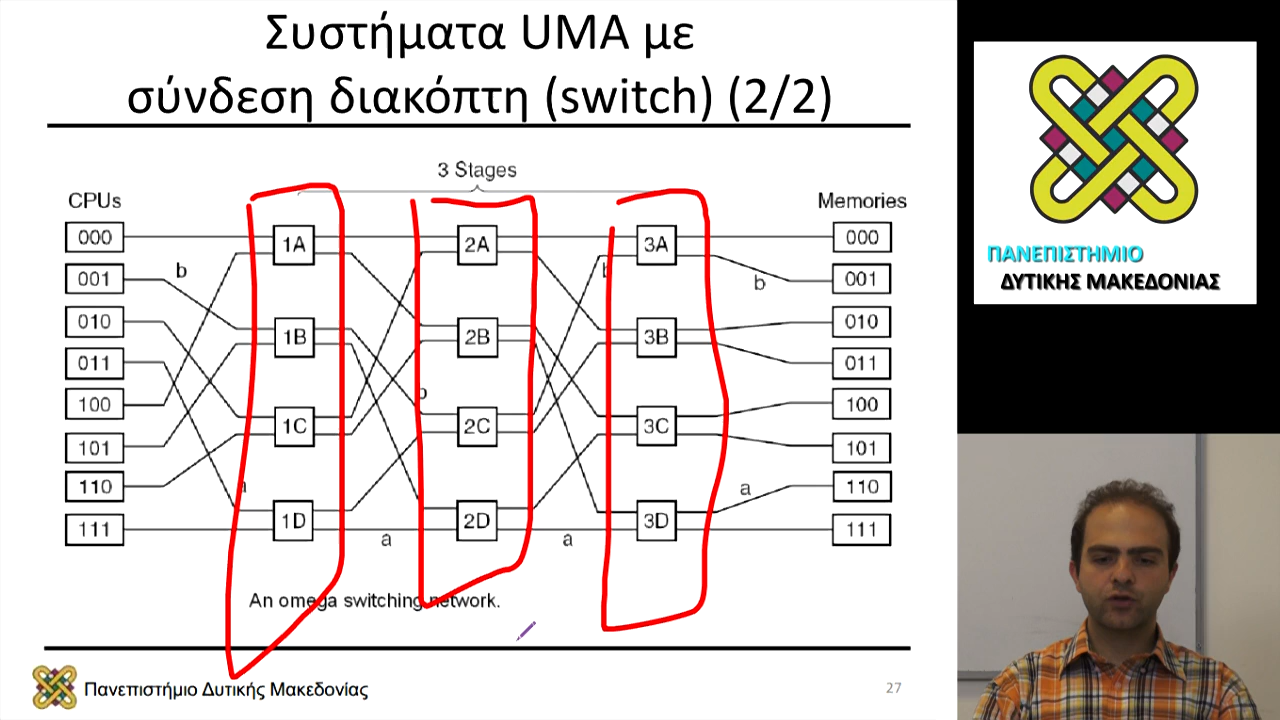 Συστήματα UMA με
σύνδεση διακόπτη (switch) (2/2)
3 Stages
CPUs
Memories
000
1A
2A
3A
000
001
b
b
b
001
010
1B
2B
3B
010
011
011
100
b
100
101
1C
2C
3C
101
110
a
110
111
1D
2D
3D
111
a
a
An omega switching network.
Πανεπιστήμιο Δυτικής Μακεδονίας
27
ΠΑΝΕΠΙΣΤΗΜΙΟ
ΔΥΤΙΚΗΣ ΜΑΚΕΔΟΝΙΑΣ